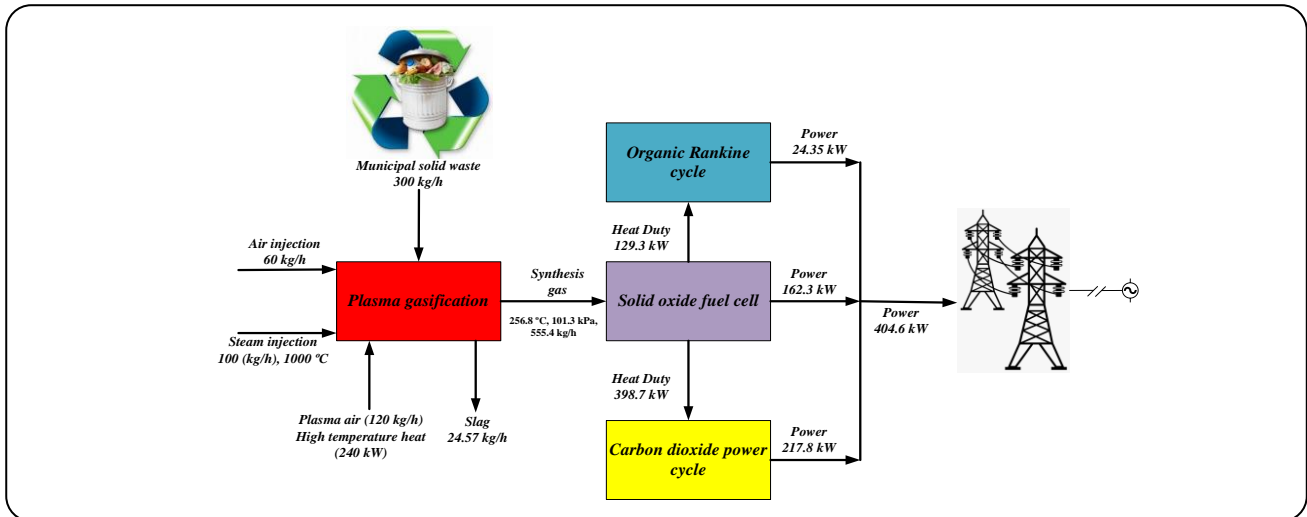 Municipal solid waste
300 kg/h
Air injection
60 kg/h
Steam injection
100 (kg/h), 1000 ºC
Plasma gasification
Plasma air (120 kg/h)
High temperature heat
(240 kW)
Slag
24.57 kg/h
Synthesis
gas
256.8 ºC, 101.3 kPa,
555.4 kg/h
Organic Rankine
cycle
Heat Duty
129.3 kW
Solid oxide fuel cell
Heat Duty
398.7 kW
Carbon dioxide power
cycle
Power
24.35 kW
Power
162.3 kW
Power
217.8 kW
Power
404.6 kW